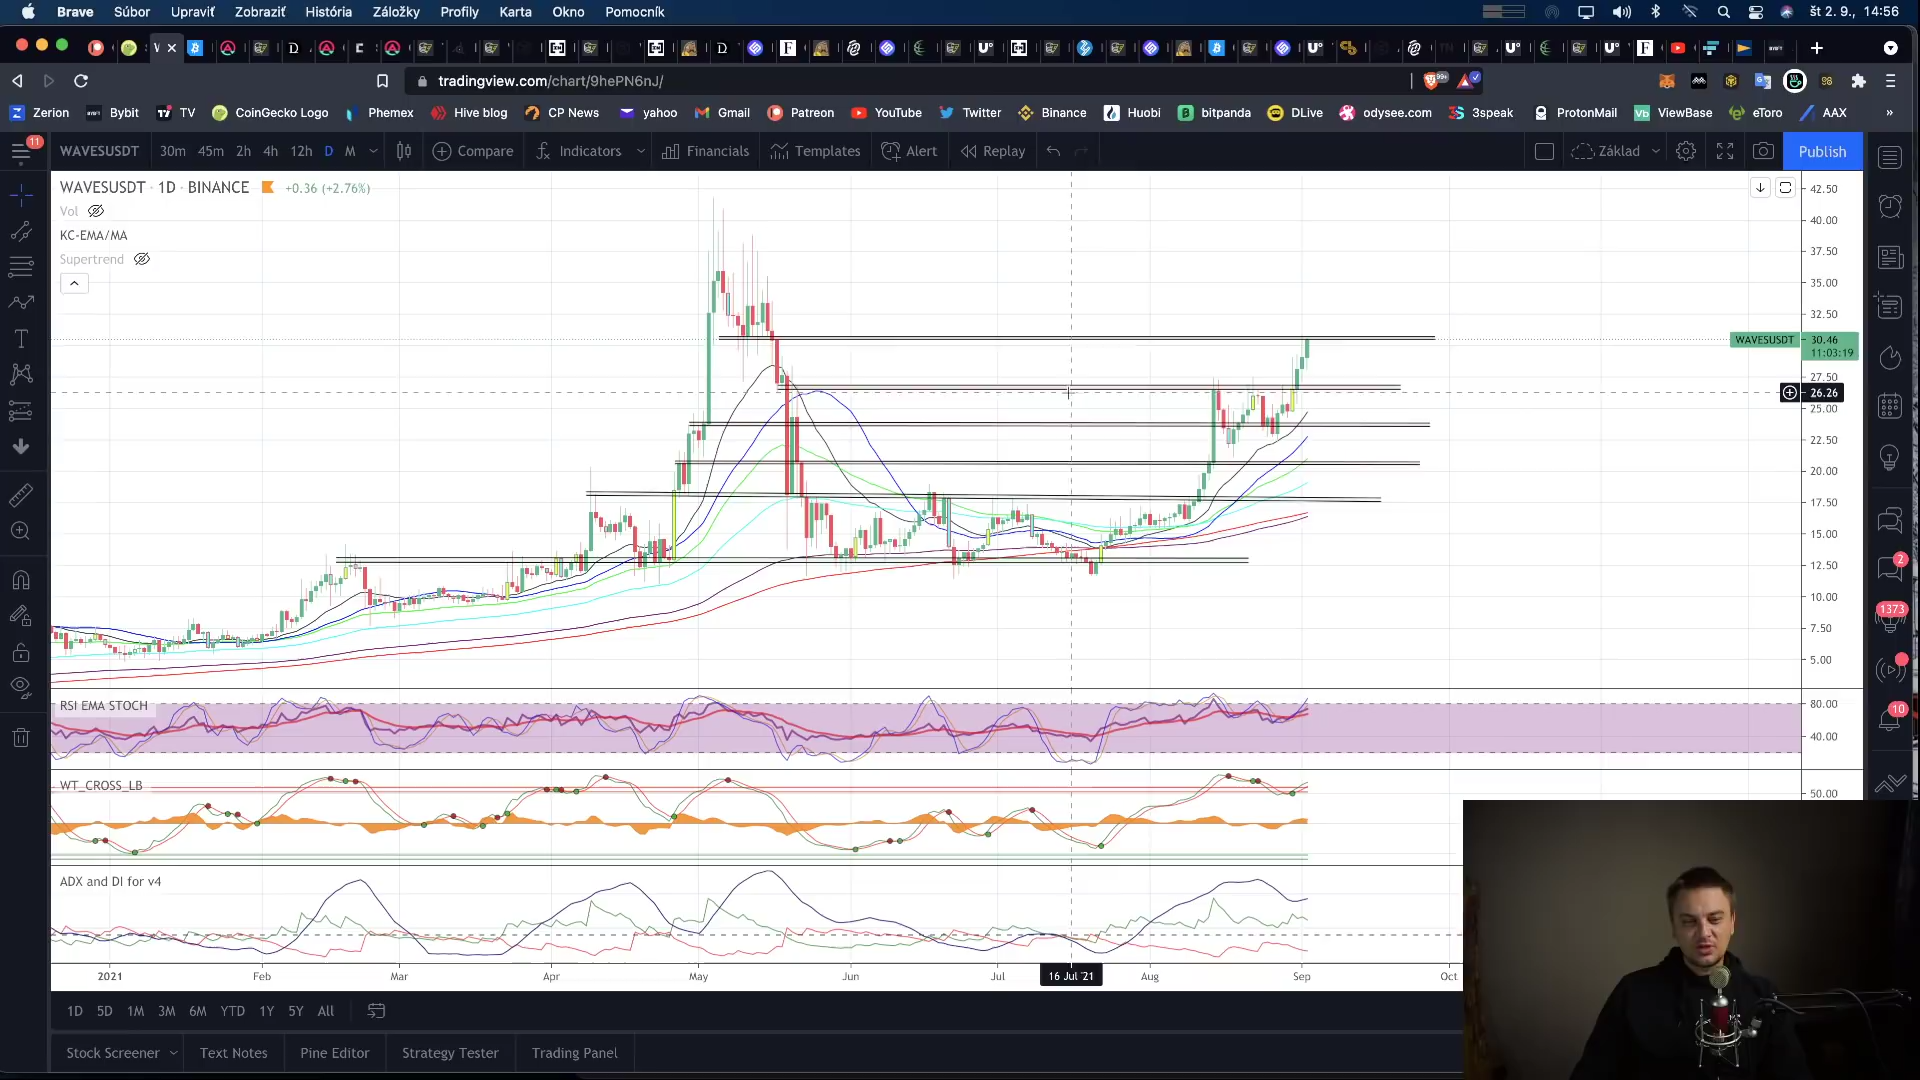 Brave Súbor Upraviť Zobraziť História Záložky Profily Karta Okno Pomocník št 2. 9., 14:56
tradingview.com/chart/9hePN6nJ/
Zerion Bybit TV CoinGecko Logo Phemex Hive blog CP News yahoo Gmail Patreon YouTube Twitter Binance Huobi bitpanda DLive odysee.com 3speak ProtonMail ViewBase eToro AAX »
11 WAVESUSDT 30m 45m 2h 4h 12h D M Compare Indicators Financials Templates Alert Replay Základ Publish
WAVESUSDT · 1D · BINANCE +0.36 (+2.76%)
Vol
KC-EMA/MA
Supertrend
42.50
40.00
37.50
35.00
32.50
WAVESUSDT 30.46
11:03:19
27.50
26.26
25.00
22.50
20.00
17.50
15.00
12.50
10.00
7.50
5.00
2
1373
10
RSI EMA STOCH
80.00
40.00
WT_CROSS_LB
50.00
ADX and DI for v4
2021 Feb Mar Apr May Jun Jul 16 Jul '21 Aug Sep Oct
1D 5D 1M 3M 6M YTD 1Y 5Y All
Stock Screener Text Notes Pine Editor Strategy Tester Trading Panel